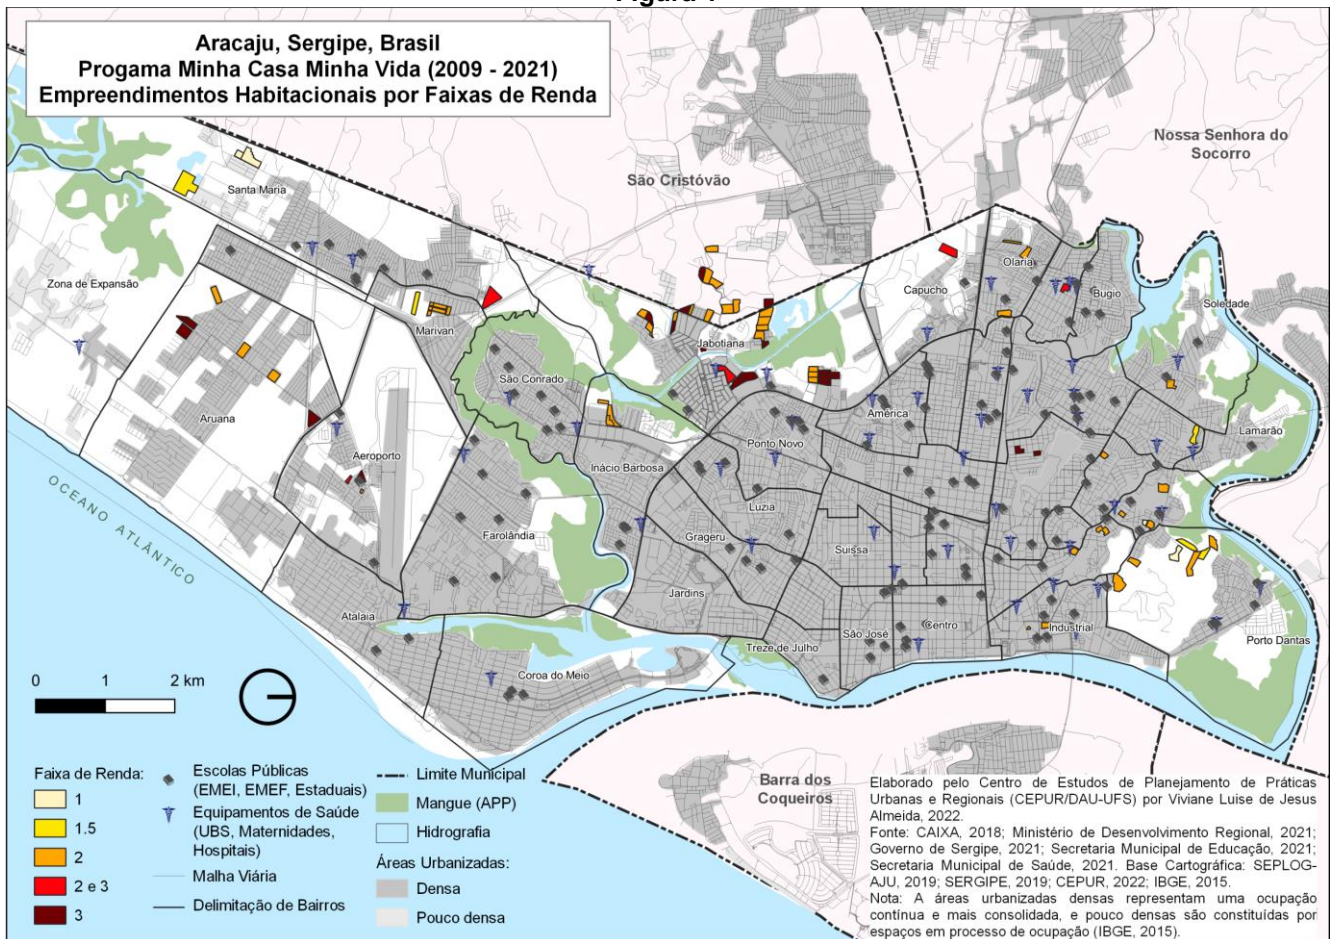 Aracaju, Sergipe, Brasil
Progama Minha Casa Minha Vida (2009 - 2021)
Empreendimentos Habitacionais por Faixas de Renda
Nossa Senhora do
Socorro
São Cristóvão
Santa Maria
Zona de Expansão
Marivan
Capucho
Olaria
Bugio
Soledade
Jabotiana
São Conrado
Aruana
América
Lamarão
Aeroporto
Ponto Novo
Inácio Barbosa
OCEANO ATLÂNTICO
Farolândia
Luzia
Grageru
Suissa
Jardins
Atalaia
São José
Centro
Industrial
Porto Dantas
Treze de Julho
Coroa do Meio
0 1 2 km
Barra dos
Coqueiros
Faixa de Renda:
1
1.5
2
2 e 3
3
Escolas Públicas
(EMEI, EMEF, Estaduais)
Equipamentos de Saúde
(UBS, Maternidades,
Hospitais)
Malha Viária
Delimitação de Bairros
Limite Municipal
Mangue (APP)
Hidrografia
Áreas Urbanizadas:
Densa
Pouco densa
Elaborado pelo Centro de Estudos de Planejamento de Práticas
Urbanas e Regionais (CEPUR/DAU-UFS) por Viviane Luise de Jesus
Almeida, 2022.
Fonte: CAIXA, 2018; Ministério de Desenvolvimento Regional, 2021;
Governo de Sergipe, 2021; Secretaria Municipal de Educação, 2021;
Secretaria Municipal de Saúde, 2021. Base Cartográfica: SEPLOG-
AJU, 2019; SERGIPE, 2019; CEPUR, 2022; IBGE, 2015.
Nota: A áreas urbanizadas densas representam uma ocupação
contínua e mais consolidada, e pouco densas são constituídas por
espaços em processo de ocupação (IBGE, 2015).